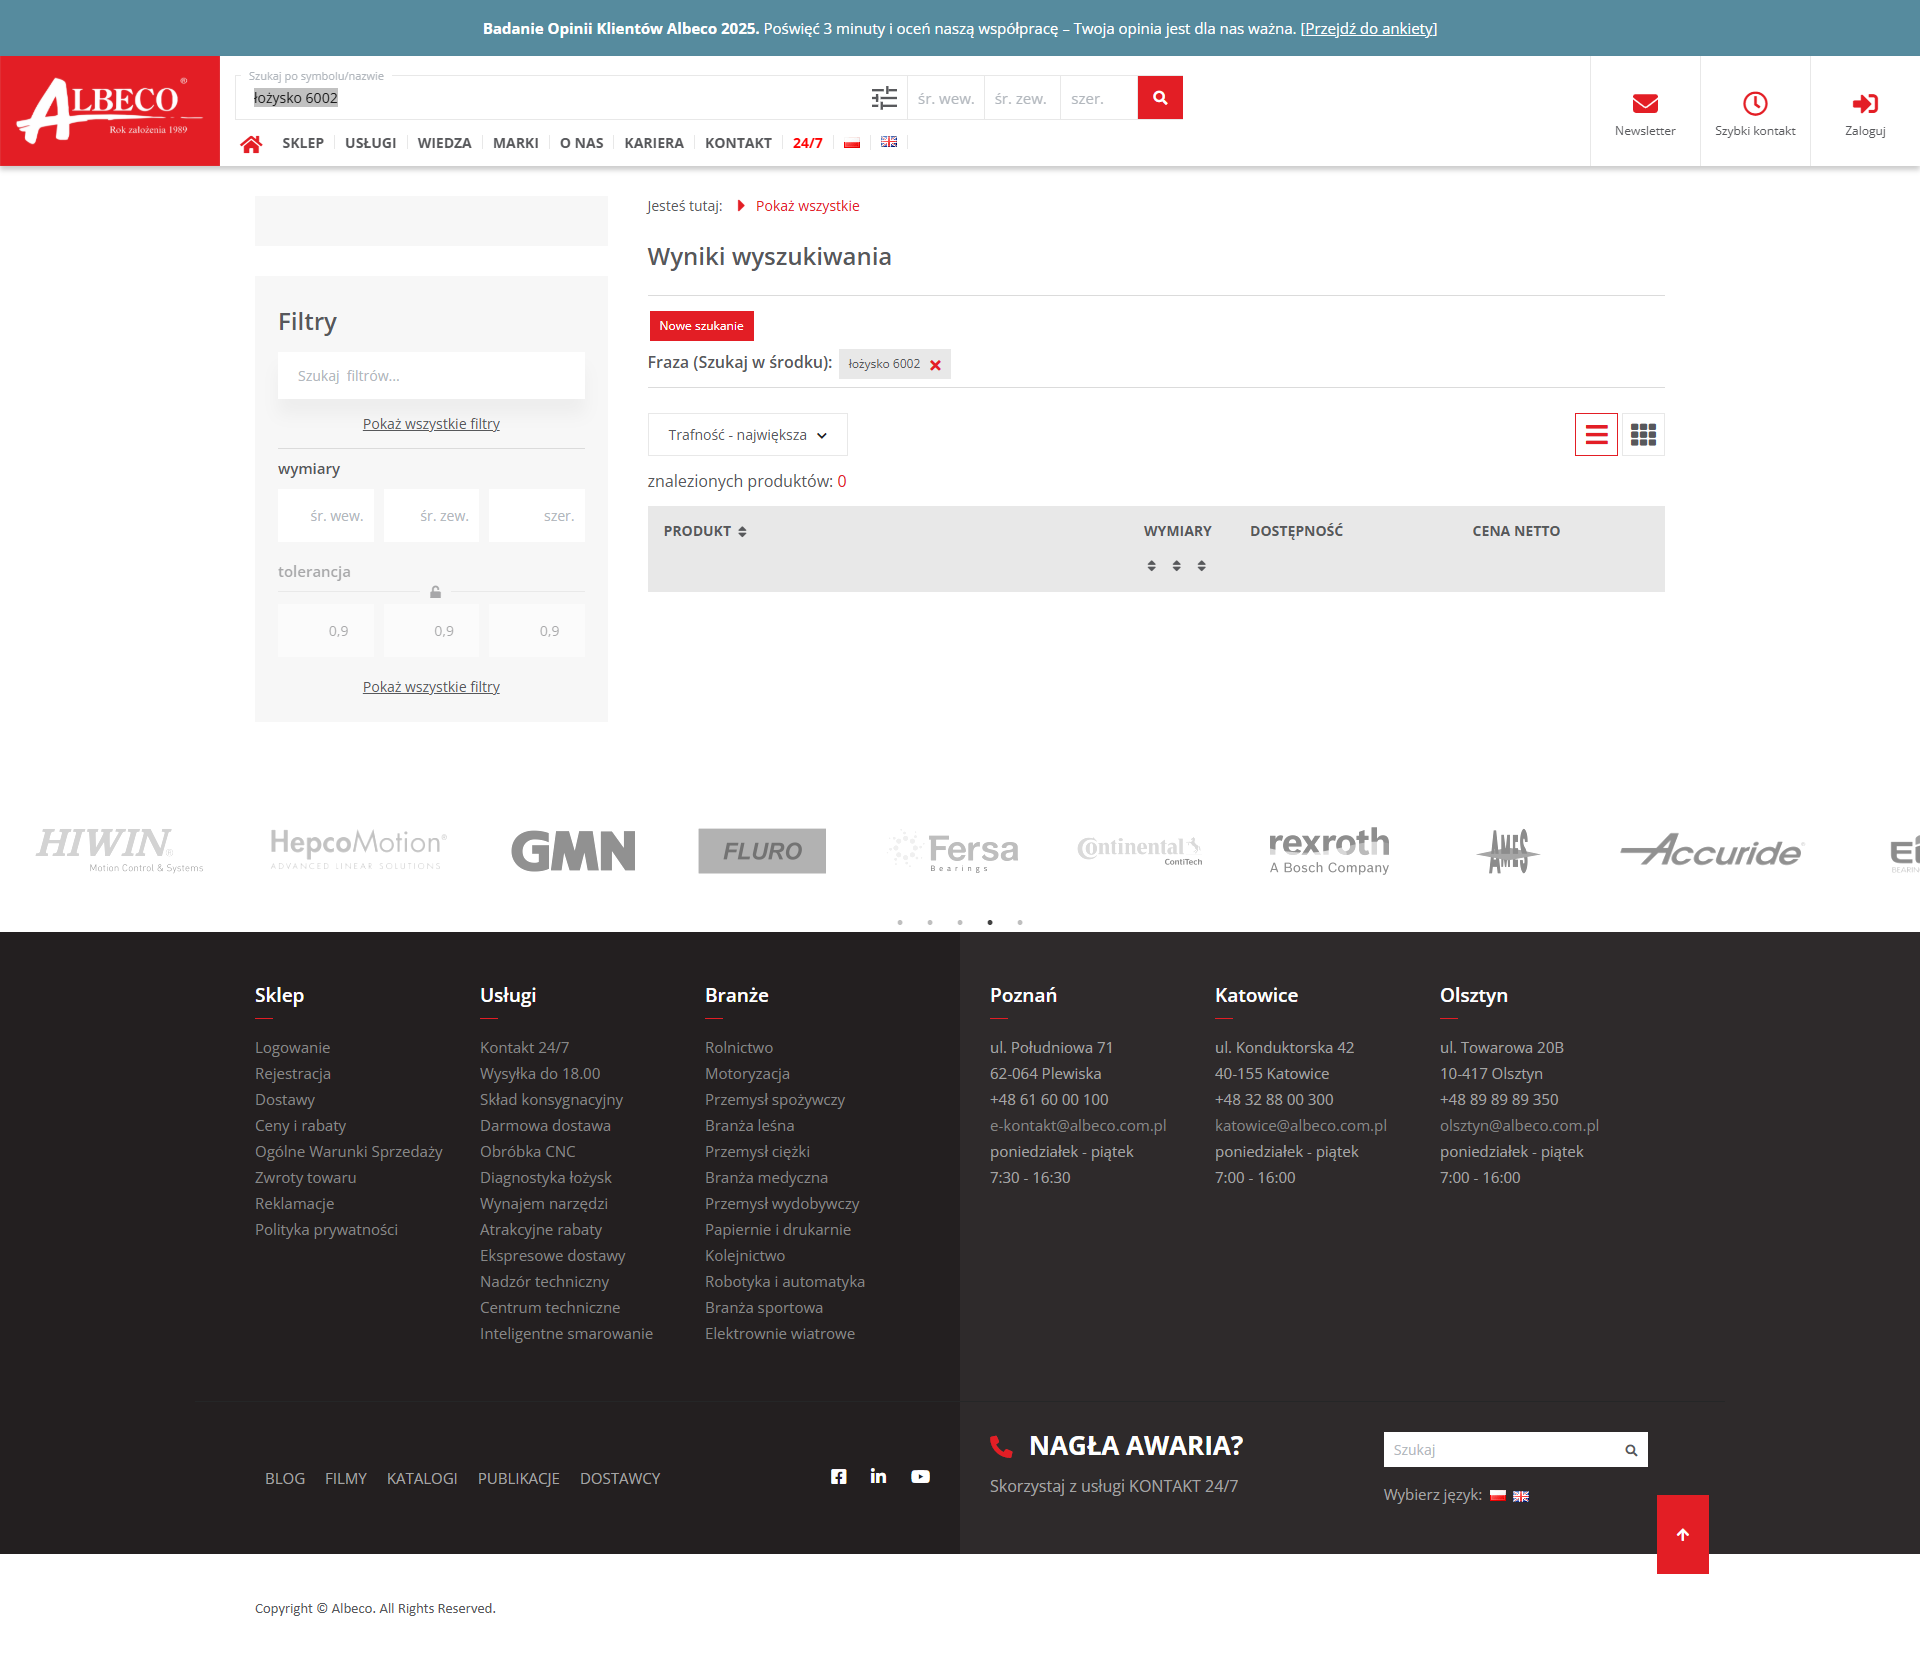 Badanie Opinii Klientów Albeco 2025. Poświęć 3 minuty i oceń naszą współpracę – Twoja opinia jest dla nas ważna. [Przejdź do ankiety]
ALBECO®
Rok założenia 1989
Szukaj po symbolu/nazwie
łożysko 6002
śr. wew.
śr. zew.
szer.
SKLEP
USŁUGI
WIEDZA
MARKI
O NAS
KARIERA
KONTAKT
24/7
Newsletter
Szybki kontakt
Zaloguj
Jesteś tutaj: Pokaż wszystkie
Wyniki wyszukiwania
Nowe szukanie
Fraza (Szukaj w środku): łożysko 6002
Trafność - największa
znalezionych produktów: 0
PRODUKT
WYMIARY
DOSTĘPNOŚĆ
CENA NETTO
Filtry
Szukaj filtrów...
Pokaż wszystkie filtry
wymiary
śr. wew.
śr. zew.
szer.
tolerancja
0,9
0,9
0,9
Pokaż wszystkie filtry
HIWIN®
Motion Control & Systems
HepcoMotion®
ADVANCED LINEAR SOLUTIONS
GMN
FLURO
Fersa
Bearings
Continental
ContiTech
rexroth
A Bosch Company
AMES
Accuride®
Sklep
Logowanie
Rejestracja
Dostawy
Ceny i rabaty
Ogólne Warunki Sprzedaży
Zwroty towaru
Reklamacje
Polityka prywatności
Usługi
Kontakt 24/7
Wysyłka do 18.00
Skład konsygnacyjny
Darmowa dostawa
Obróbka CNC
Diagnostyka łożysk
Wynajem narzędzi
Atrakcyjne rabaty
Ekspresowe dostawy
Nadzór techniczny
Centrum techniczne
Inteligentne smarowanie
Branże
Rolnictwo
Motoryzacja
Przemysł spożywczy
Branża leśna
Przemysł ciężki
Branża medyczna
Przemysł wydobywczy
Papiernie i drukarnie
Kolejnictwo
Robotyka i automatyka
Branża sportowa
Elektrownie wiatrowe
Poznań
ul. Południowa 71
62-064 Plewiska
+48 61 60 00 100
e-kontakt@albeco.com.pl
poniedziałek - piątek
7:30 - 16:30
Katowice
ul. Konduktorska 42
40-155 Katowice
+48 32 88 00 300
katowice@albeco.com.pl
poniedziałek - piątek
7:00 - 16:00
Olsztyn
ul. Towarowa 20B
10-417 Olsztyn
+48 89 89 89 350
olsztyn@albeco.com.pl
poniedziałek - piątek
7:00 - 16:00
BLOG
FILMY
KATALOGI
PUBLIKACJE
DOSTAWCY
NAGŁA AWARIA?
Skorzystaj z usługi KONTAKT 24/7
Szukaj
Wybierz język:
Copyright © Albeco. All Rights Reserved.